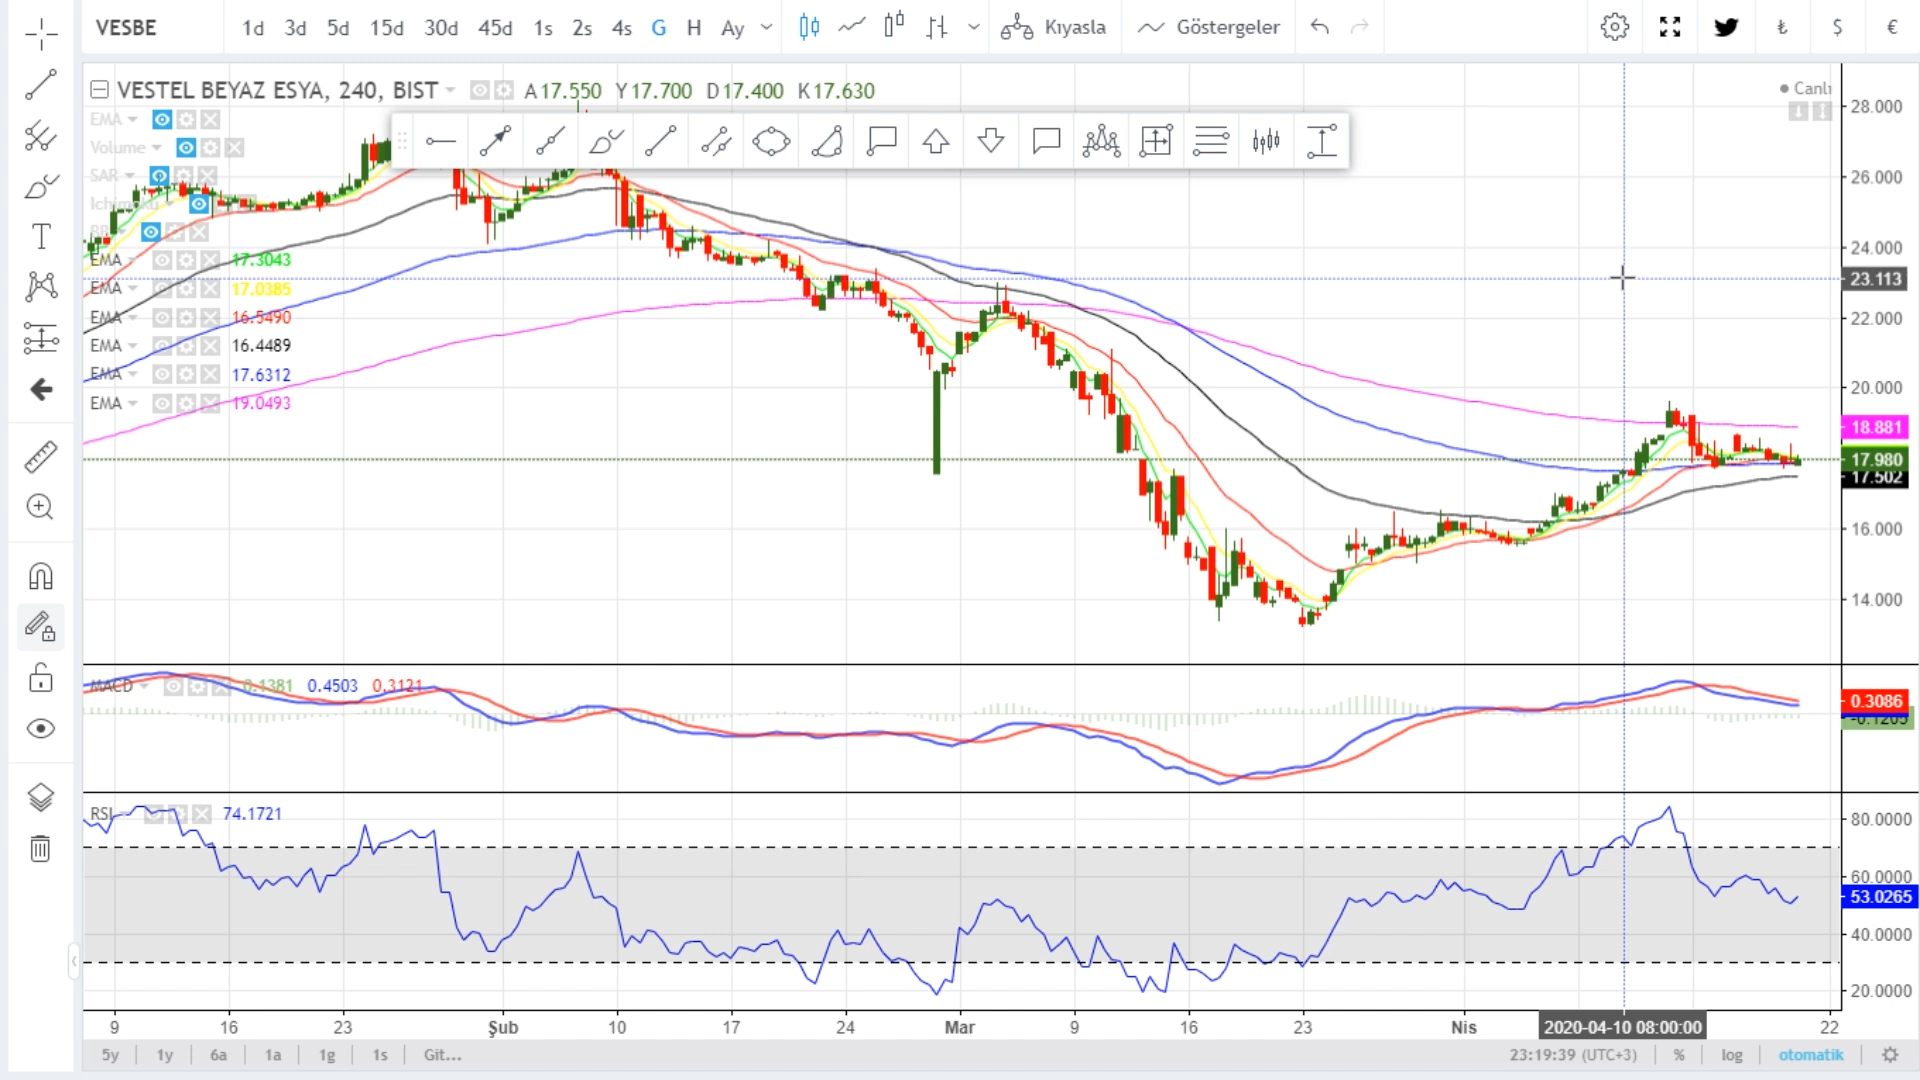 VESBE 1d 3d 5d 15d 30d 45d 1s 2s 4s G H Ay Kıyasla Göstergeler ₺ $ €
VESTEL BEYAZ ESYA, 240, BIST A 17.550 Y 17.700 D 17.400 K 17.630
Canlı
EMA
Volume
SAR
Ichimoku
EMA 17.3043
EMA 17.0385
EMA 16.5490
EMA 16.4489
EMA 17.6312
EMA 19.0493
28.000
26.000
24.000
23.113
22.000
20.000
18.881
17.980
17.502
16.000
14.000
MACD 0.1381 0.4503 0.3121
0.3086
-0.1205
RSI 74.1721
80.0000
60.0000
53.0265
40.0000
20.0000
9 16 23 Şub 10 17 24 Mar 9 16 23 Nis 2020-04-10 08:00:00 22
5y 1y 6a 1a 1g 1s Git... 23:19:39 (UTC+3) % log otomatik